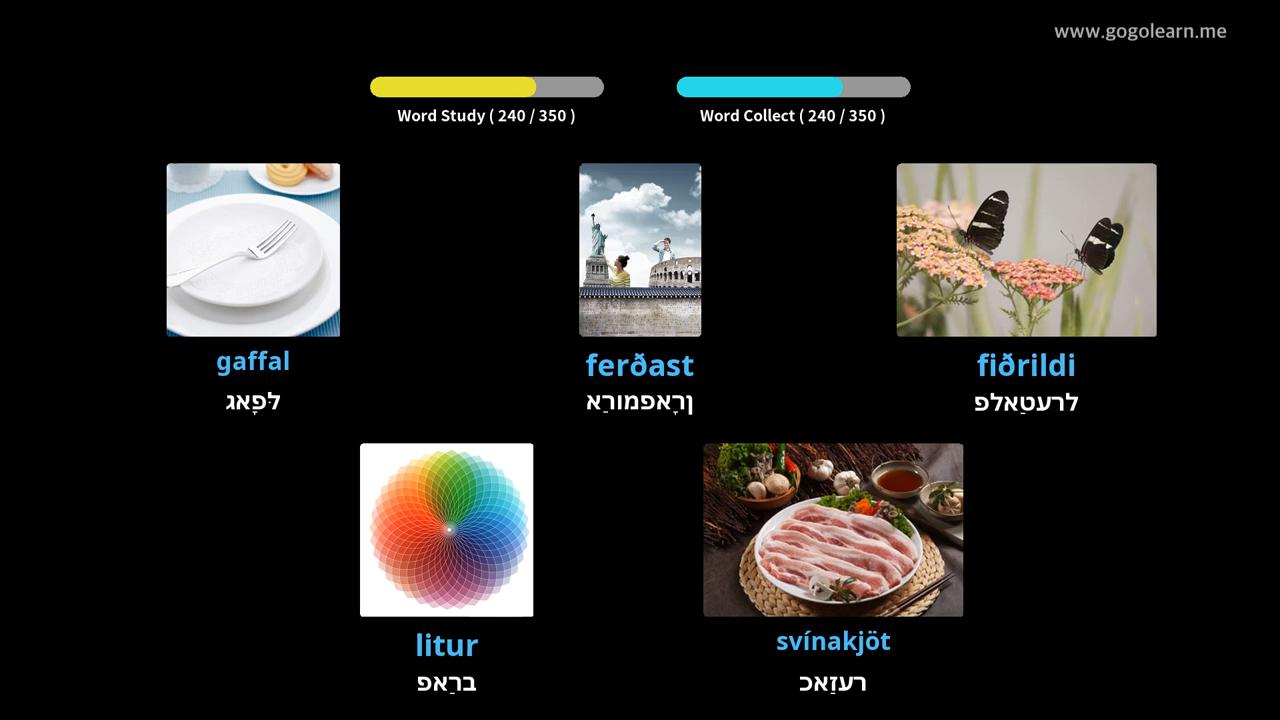 www.gogolearn.me
Word Study ( 240 / 350 )
Word Collect ( 240 / 350 )
gaffal
לּפָאג
ferðast
ןרָאפמורַא
fiðrildi
לרעטַאלפ
litur
ברַאפ
svínakjöt
רעזַאכ